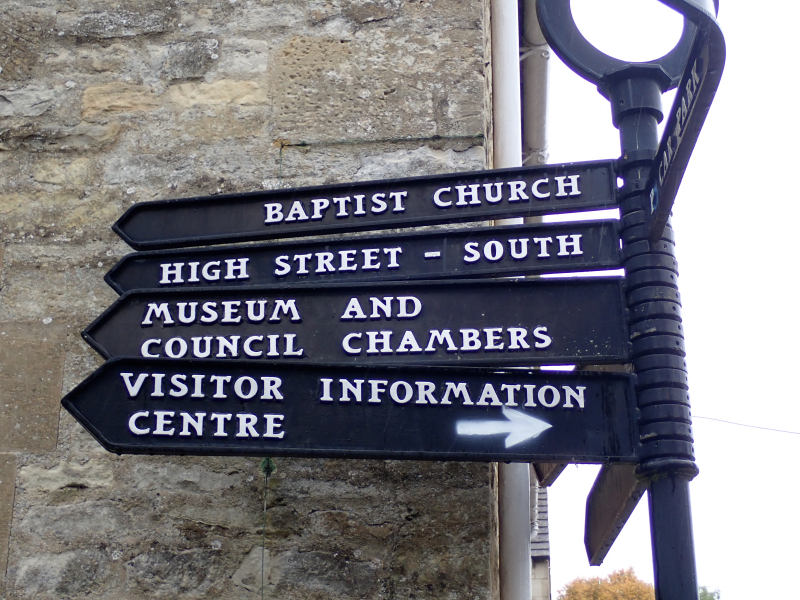 BAPTIST CHURCH
HIGH STREET - SOUTH
MUSEUM AND
COUNCIL CHAMBERS
VISITOR INFORMATION
CENTRE
CAR PARK